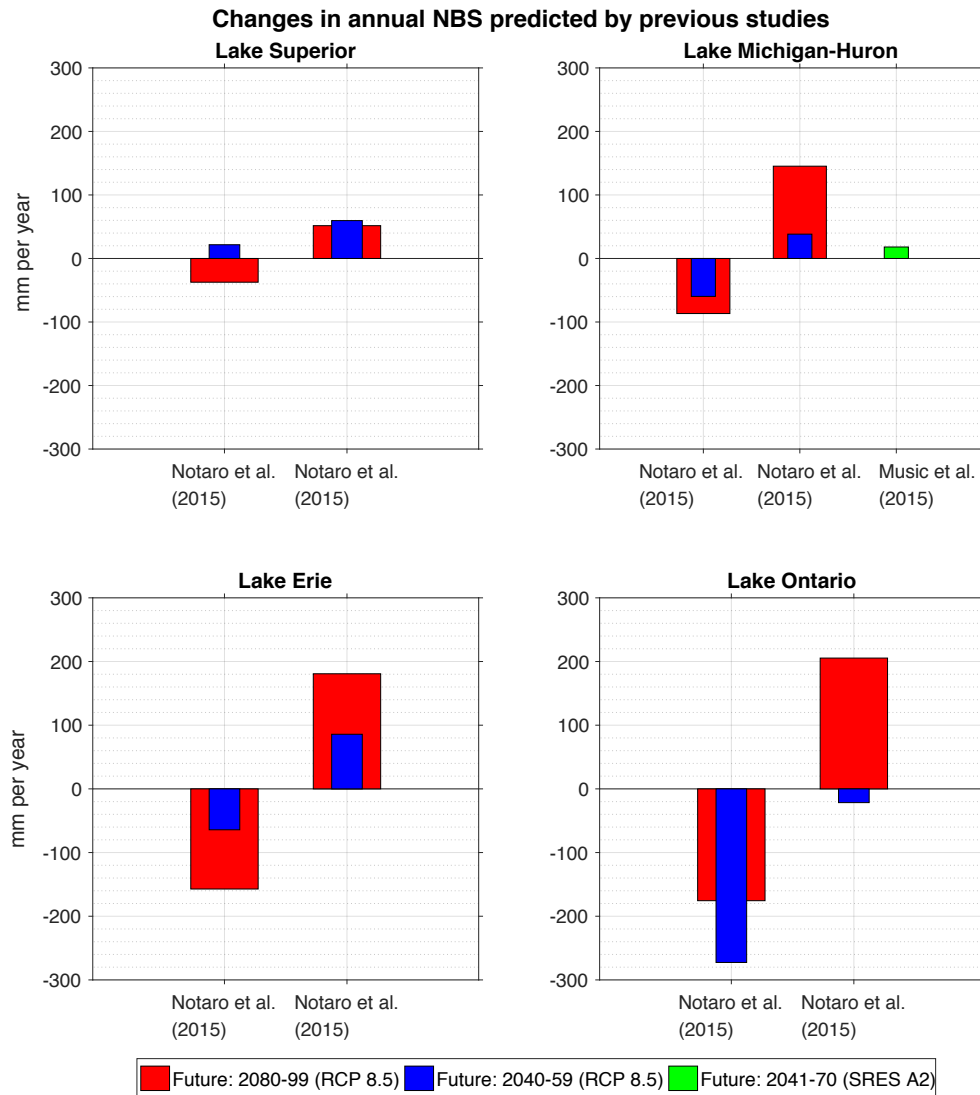 Changes in annual NBS predicted by previous studies
Lake Superior
300
200
100
0
-100
-200
-300
mm per year
Notaro et al. Notaro et al.
(2015) (2015)
Lake Michigan-Huron
300
200
100
0
-100
-200
-300
Notaro et al. Notaro et al. Music et al.
(2015) (2015) (2015)
Lake Erie
300
200
100
0
-100
-200
-300
mm per year
Notaro et al. Notaro et al.
(2015) (2015)
Lake Ontario
300
200
100
0
-100
-200
-300
Notaro et al. Notaro et al.
(2015) (2015)
Future: 2080-99 (RCP 8.5) Future: 2040-59 (RCP 8.5) Future: 2041-70 (SRES A2)